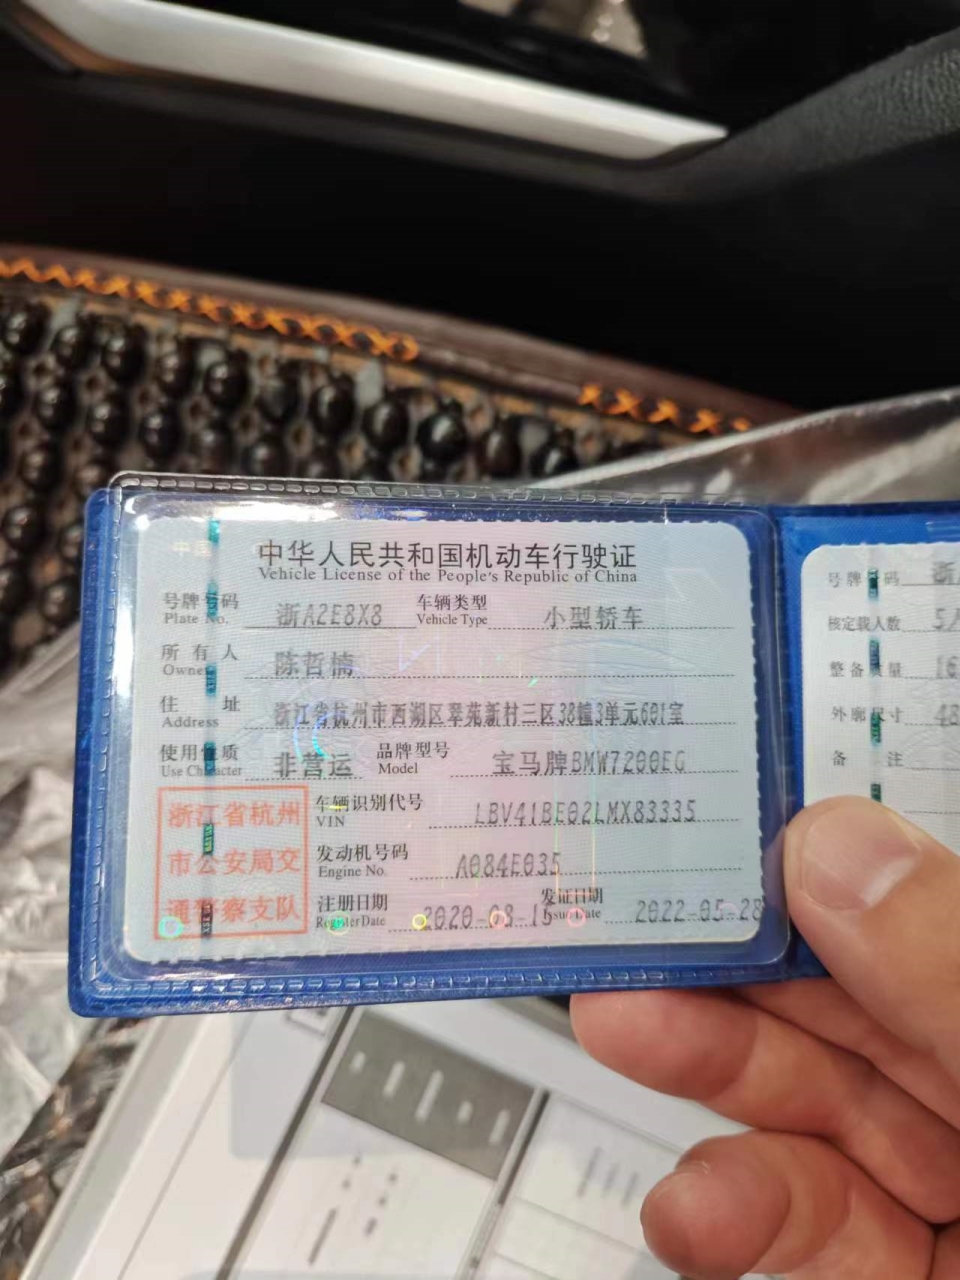 中华人民共和国机动车行驶证
Vehicle License of the People's Republic of China
号牌号码 浙A2E8X8 车辆类型 小型轿车
Plate No. Vehicle Type
所有人 陈哲楠
Owner
住址 浙江省杭州市西湖区翠苑新村三区38幢3单元601室
Address
使用性质 非营运 品牌型号 宝马牌BMW7200EG
Use Character Model
浙江省杭州
市公安局交
通警察支队
车辆识别代号 LBV41BE02LMX83335
VIN
发动机号码 A084E035
Engine No.
注册日期 2020-08-15 发证日期 2022-05-28
Register Date Issue Date
号牌号码 浙
核定载人数 5人
整备质量 16
外廓尺寸 48
备注